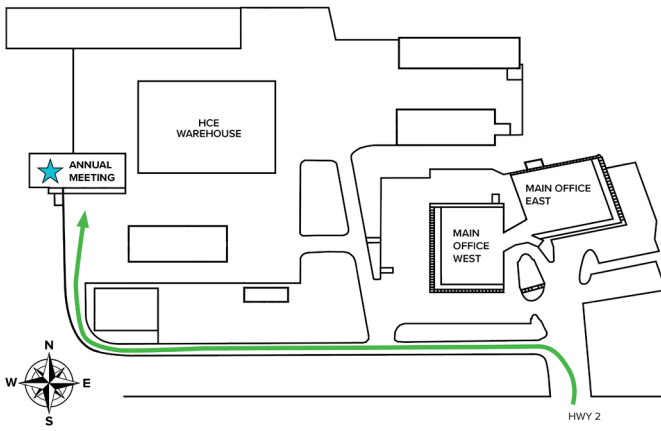 HCE
WAREHOUSE
ANNUAL
MEETING
MAIN OFFICE
EAST
MAIN
OFFICE
WEST
N
W
E
S
HWY 2